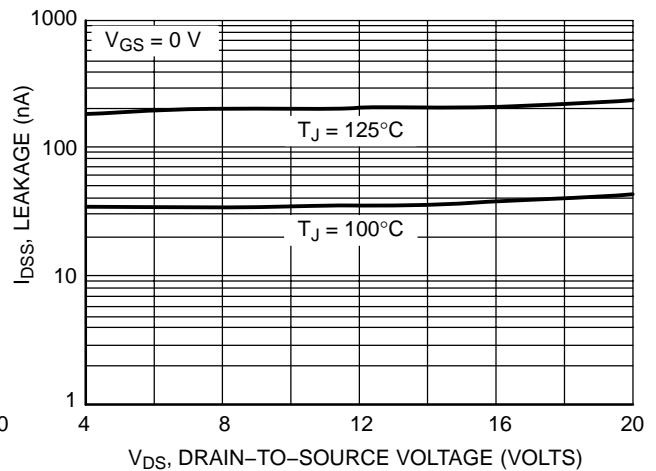 1000
V_GS = 0 V
T_J = 125°C
100
T_J = 100°C
10
1
I_DSS, LEAKAGE (nA)
0
4
8
12
16
20
V_DS, DRAIN−TO−SOURCE VOLTAGE (VOLTS)